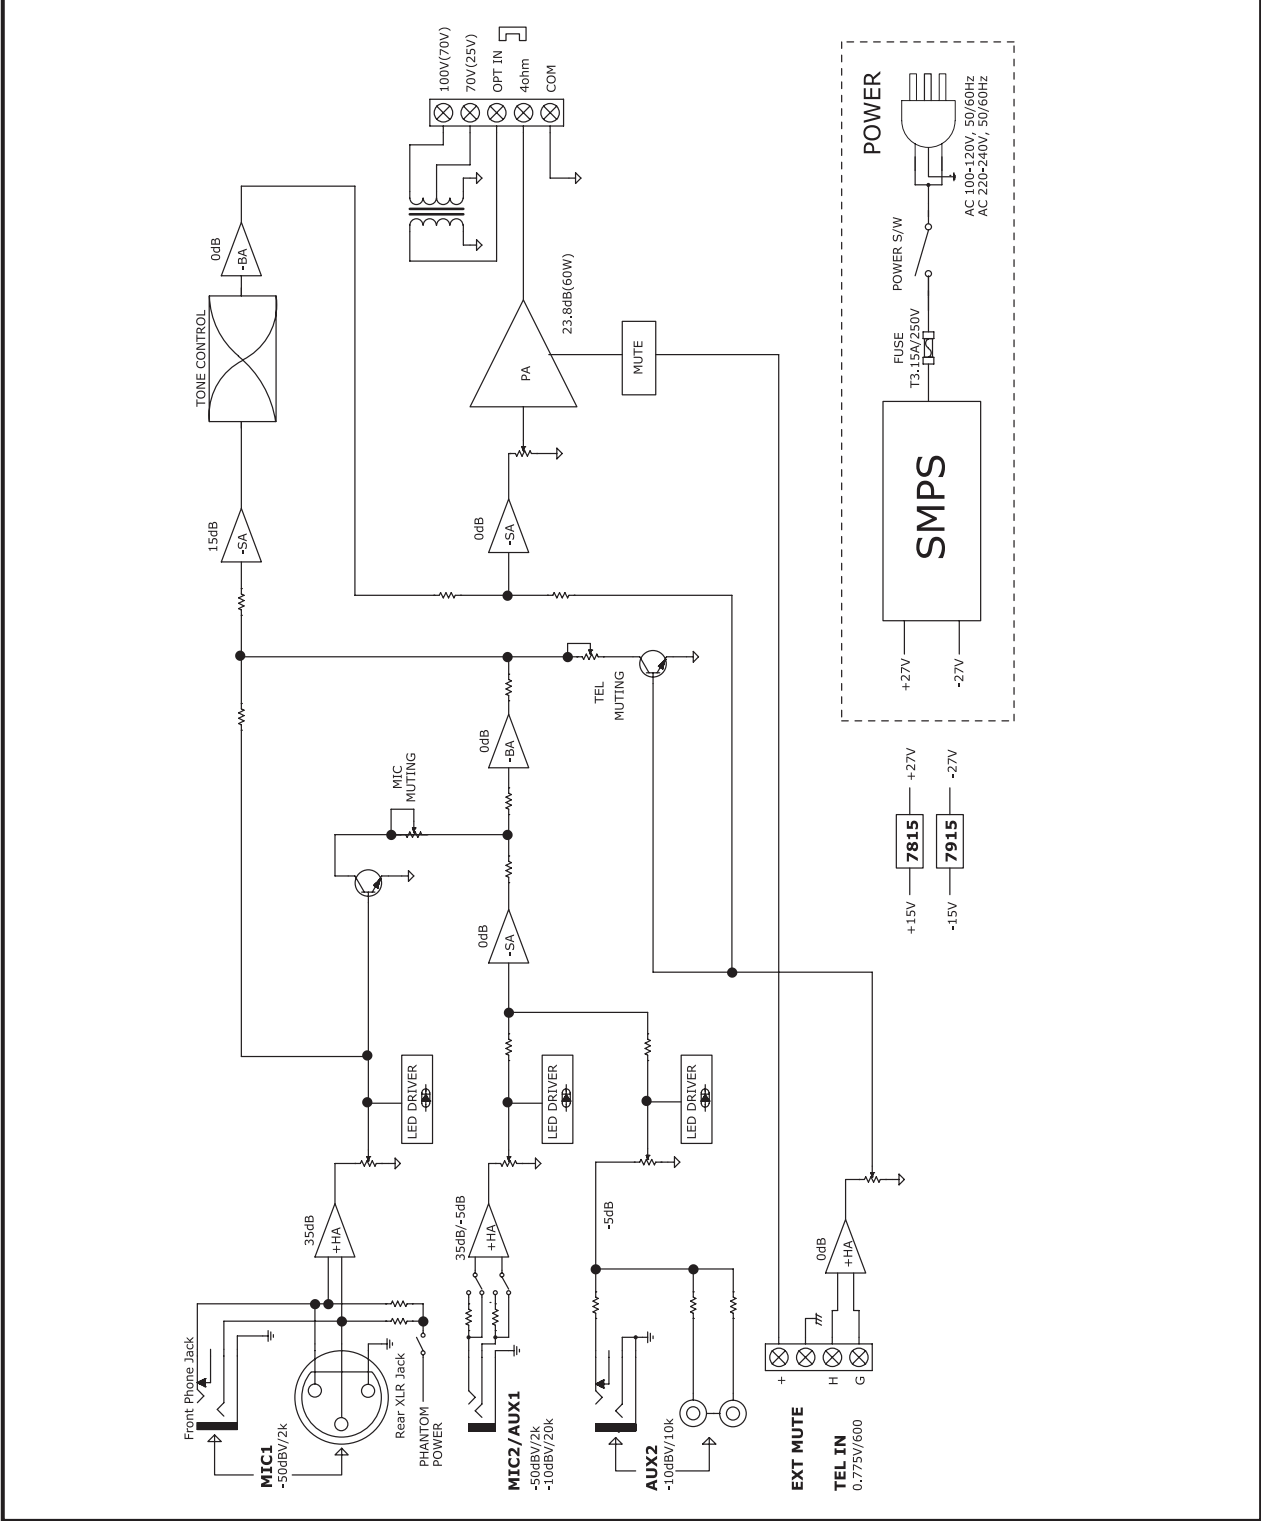 Front Phone Jack
MIC1
-50dBV/2k
Rear XLR Jack
PHANTOM
POWER
35dB
+HA
LED DRIVER
MIC2/AUX1
-50dBV/2k
-10dBV/20k
35dB/-5dB
+HA
LED DRIVER
AUX2
-10dBV/10k
-5dB
LED DRIVER
EXT MUTE
TEL IN
0.775V/600
+
H
G
0dB
+HA
MIC
MUTING
0dB
-SA
0dB
-BA
TEL
MUTING
15dB
-SA
TONE CONTROL
0dB
-BA
0dB
-SA
PA
23.8dB(60W)
MUTE
100V(70V)
70V(25V)
OPT IN
4ohm
COM
POWER
AC 100-120V, 50/60Hz
AC 220-240V, 50/60Hz
POWER S/W
FUSE
T3.15A/250V
SMPS
+27V
-27V
+15V
7815
+27V
-15V
7915
-27V